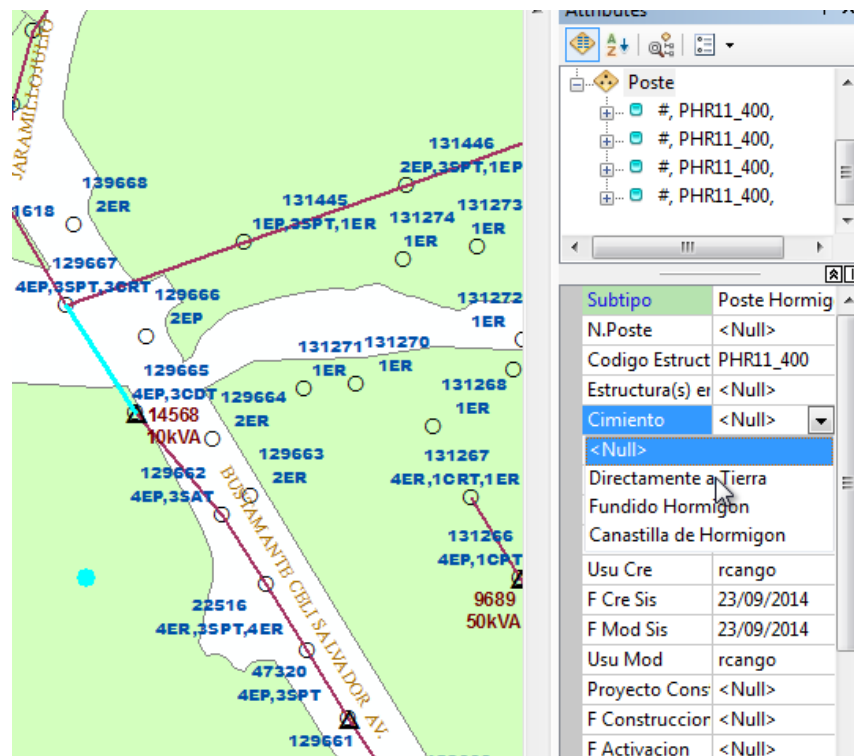 Attributes
Poste
#, PHR11_400,
#, PHR11_400,
#, PHR11_400,
#, PHR11_400,
Subtipo Poste Hormig
N.Poste <Null>
Codigo Estruct PHR11_400
Estructura(s) er <Null>
Cimiento <Null>
<Null>
Directamente a Tierra
Fundido Hormigon
Canastilla de Hormigon
Usu Cre rcango
F Cre Sis 23/09/2014
F Mod Sis 23/09/2014
Usu Mod rcango
Proyecto Cons <Null>
F Construccior <Null>
F Activacion <Null>
JARAMILLOJULIO
131446
2EP,3SPT,1EP
139668
2ER
131445
1EP,3SPT,1ER
131274
1ER
131273
1ER
1618
129667
4EP,3SPT,3CRT
129666
2EP
131272
1ER
131271
1ER
131270
1ER
129665
4EP,3CDT
14568
10kVA
129664
2ER
131268
1ER
129663
2ER
131267
4ER,1CRT,1ER
129662
4EP,3SAT
BUSTAMANTE CELI SALVADOR AV.
131266
4EP,1CPT
9689
50kVA
22516
4ER,3SPT,4ER
47320
4EP,3SPT
129661